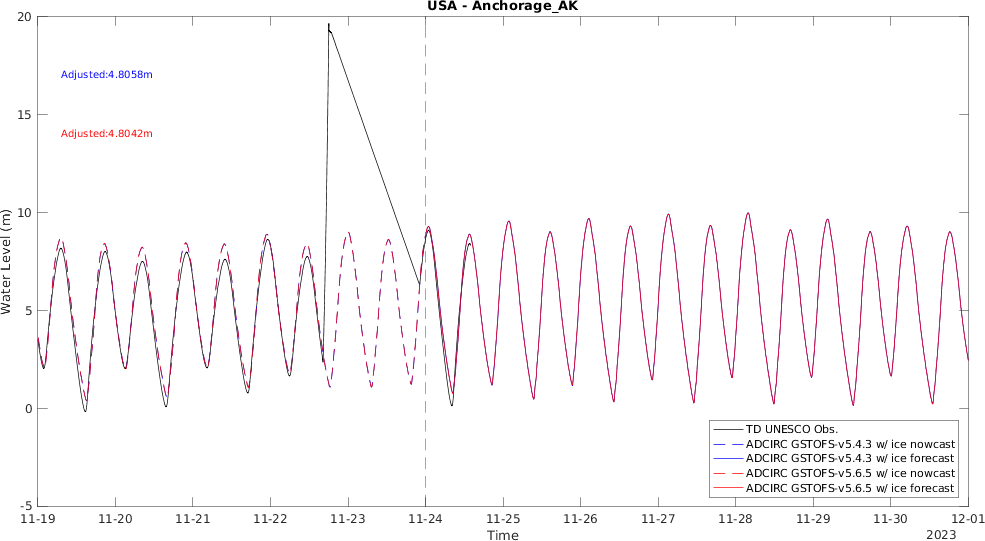 USA - Anchorage_AK
20
15
10
5
0
-5
Water Level (m)
Adjusted:4.8058m
Adjusted:4.8042m
TD UNESCO Obs.
ADCIRC GSTOFS-v5.4.3 w/ ice nowcast
ADCIRC GSTOFS-v5.4.3 w/ ice forecast
ADCIRC GSTOFS-v5.6.5 w/ ice nowcast
ADCIRC GSTOFS-v5.6.5 w/ ice forecast
11-19 11-20 11-21 11-22 11-23 11-24 11-25 11-26 11-27 11-28 11-29 11-30 12-01
Time
2023